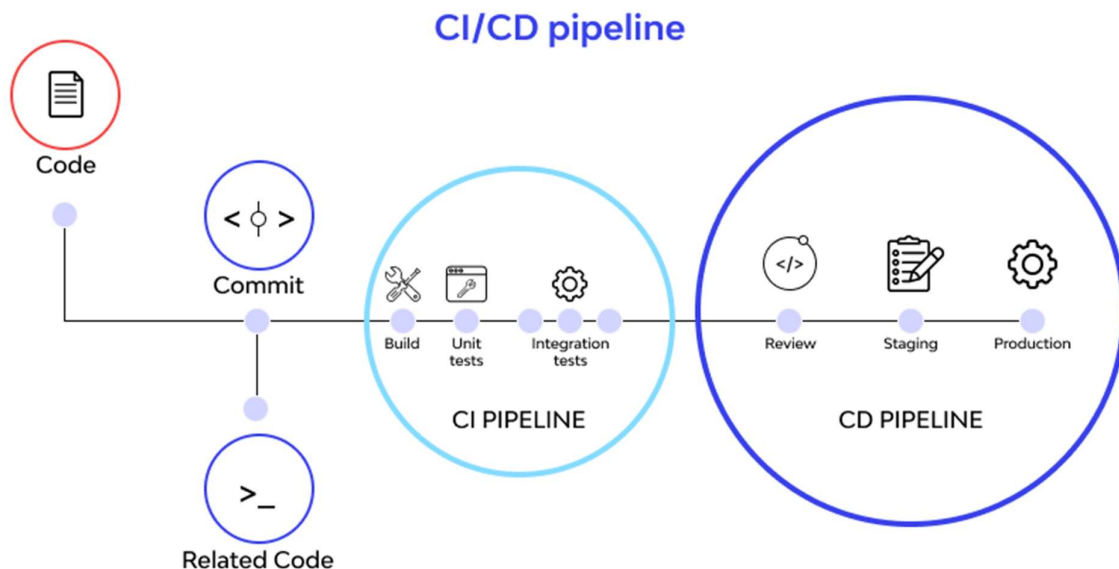 CI/CD pipeline
Code
< >
Commit
Build
Unit
tests
Integration
tests
CI PIPELINE
</>
Review
Staging
Production
CD PIPELINE
>_
Related Code